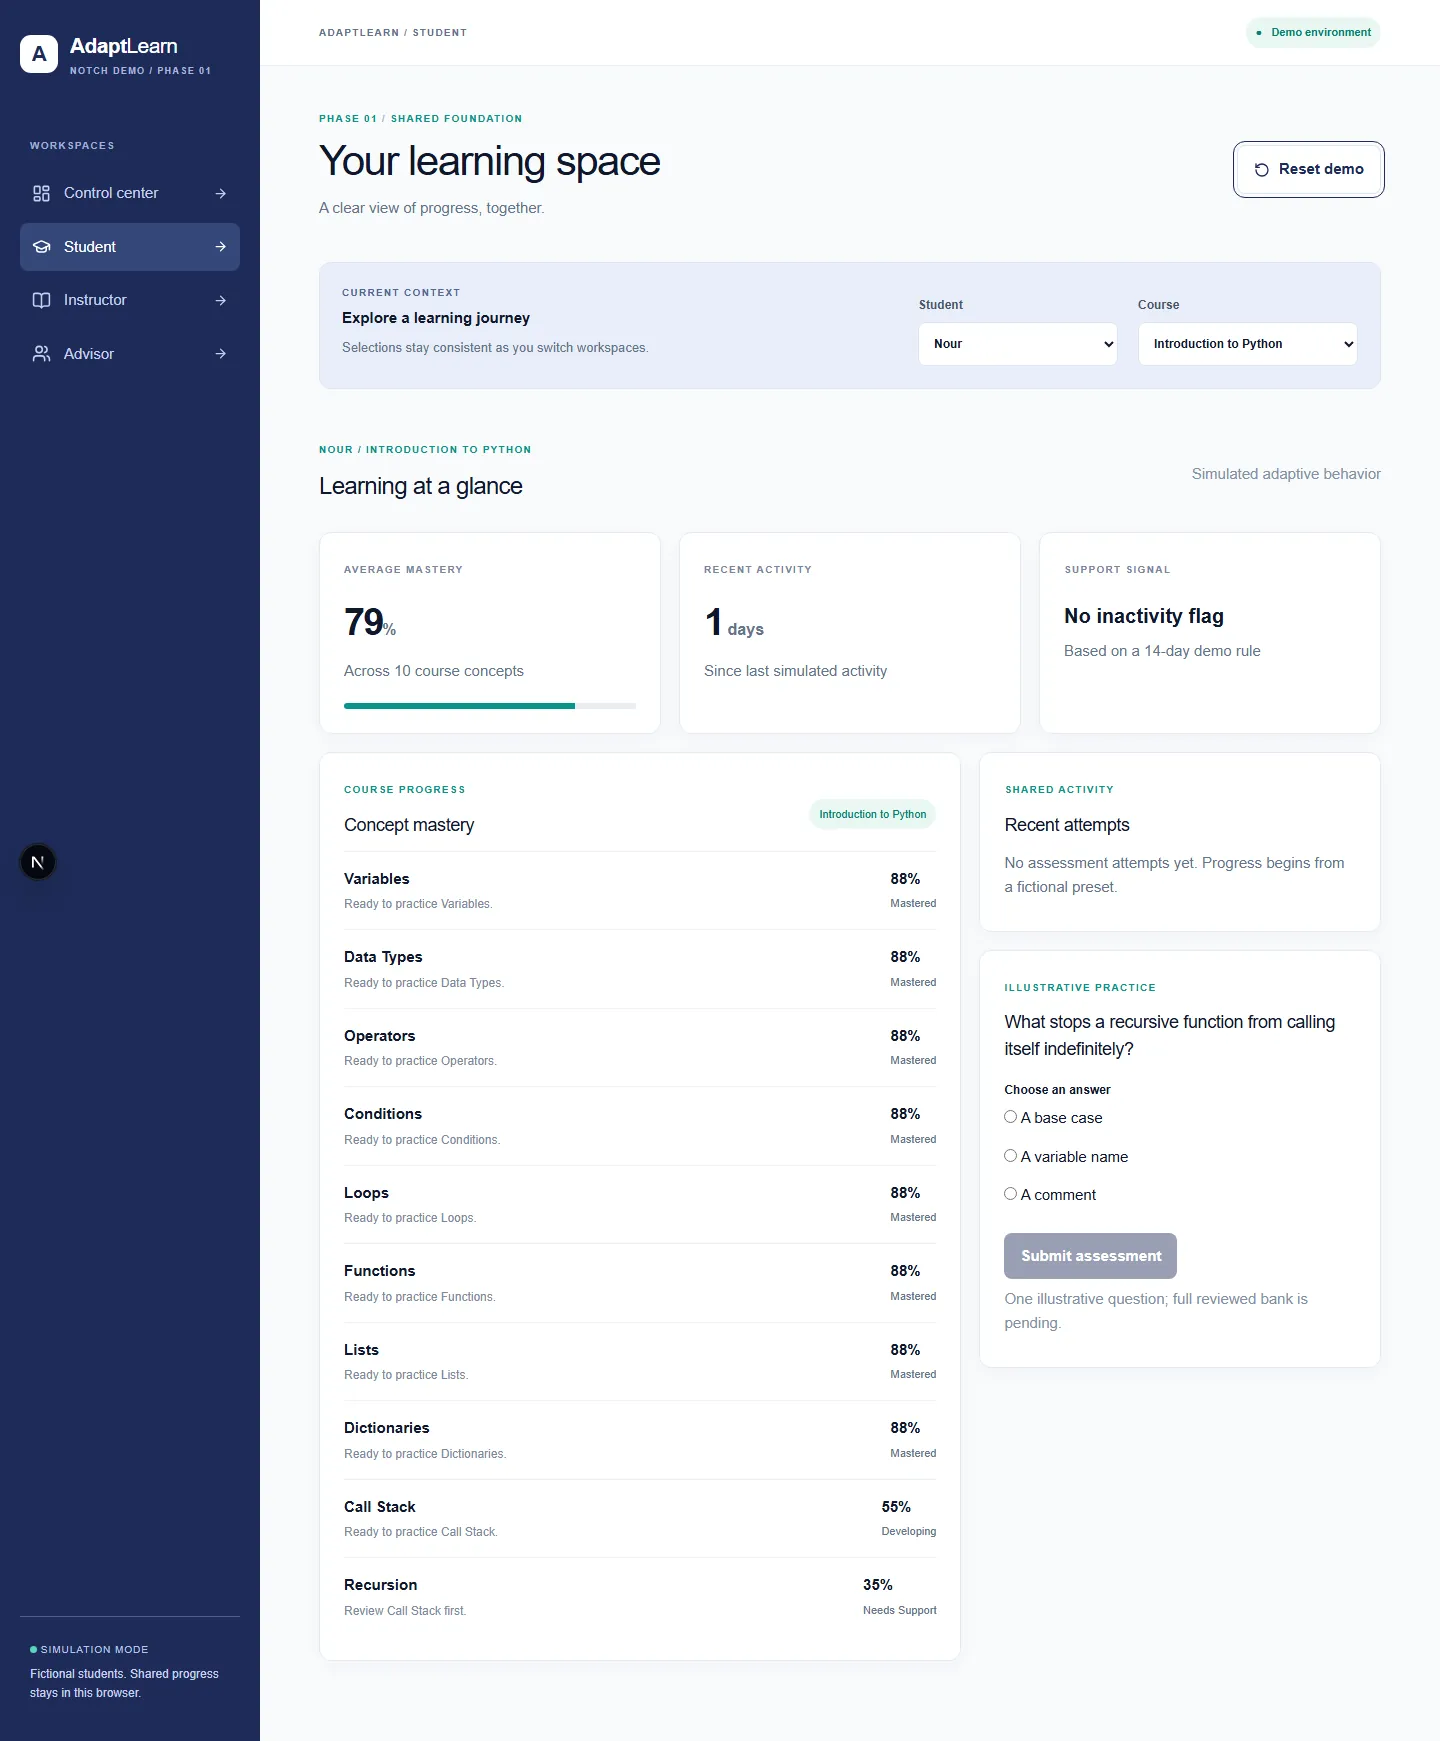 A
AdaptLearn
NOTCH DEMO / PHASE 01
WORKSPACES
Control center
Student
Instructor
Advisor
N
SIMULATION MODE
Fictional students. Shared progress
stays in this browser.
ADAPTLEARN / STUDENT
Demo environment
PHASE 01 / SHARED FOUNDATION
Your learning space
A clear view of progress, together.
Reset demo
CURRENT CONTEXT
Explore a learning journey
Selections stay consistent as you switch workspaces.
Student
Nour
Course
Introduction to Python
NOUR / INTRODUCTION TO PYTHON
Learning at a glance
Simulated adaptive behavior
AVERAGE MASTERY
79%
Across 10 course concepts
RECENT ACTIVITY
1 days
Since last simulated activity
SUPPORT SIGNAL
No inactivity flag
Based on a 14-day demo rule
COURSE PROGRESS
Concept mastery
Introduction to Python
Variables
88%
Ready to practice Variables.
Mastered
Data Types
88%
Ready to practice Data Types.
Mastered
Operators
88%
Ready to practice Operators.
Mastered
Conditions
88%
Ready to practice Conditions.
Mastered
Loops
88%
Ready to practice Loops.
Mastered
Functions
88%
Ready to practice Functions.
Mastered
Lists
88%
Ready to practice Lists.
Mastered
Dictionaries
88%
Ready to practice Dictionaries.
Mastered
Call Stack
55%
Ready to practice Call Stack.
Developing
Recursion
35%
Review Call Stack first.
Needs Support
SHARED ACTIVITY
Recent attempts
No assessment attempts yet. Progress begins from
a fictional preset.
ILLUSTRATIVE PRACTICE
What stops a recursive function from calling
itself indefinitely?
Choose an answer
A base case
A variable name
A comment
Submit assessment
One illustrative question; full reviewed bank is
pending.